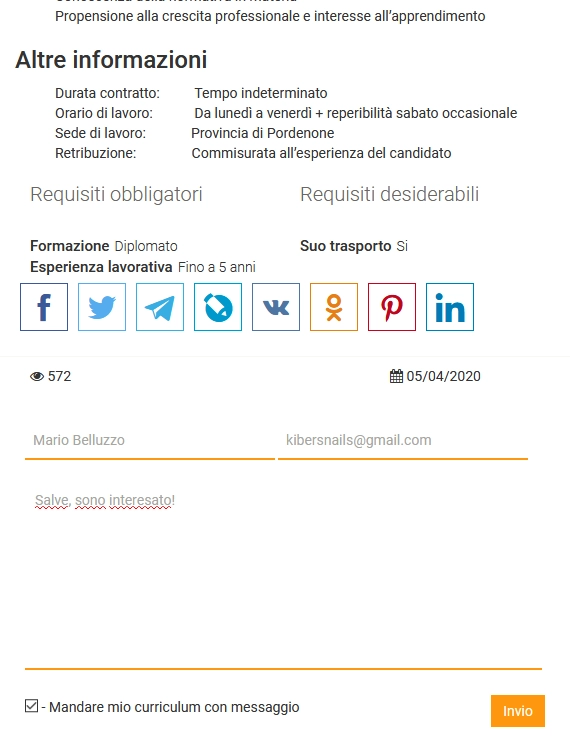 Propensione alla crescita professionale e interesse all'apprendimento
Altre informazioni
Durata contratto: Tempo indeterminato
Orario di lavoro: Da lunedì a venerdì + reperibilità sabato occasionale
Sede di lavoro: Provincia di Pordenone
Retribuzione: Commisurata all'esperienza del candidato
Requisiti obbligatori Requisiti desiderabili
Formazione Diplomato Suo trasporto Si
Esperienza lavorativa Fino a 5 anni
572 05/04/2020
Mario Belluzzo kibersnails@gmail.com
Salve, sono interesato!
- Mandare mio curriculum con messaggio Invio